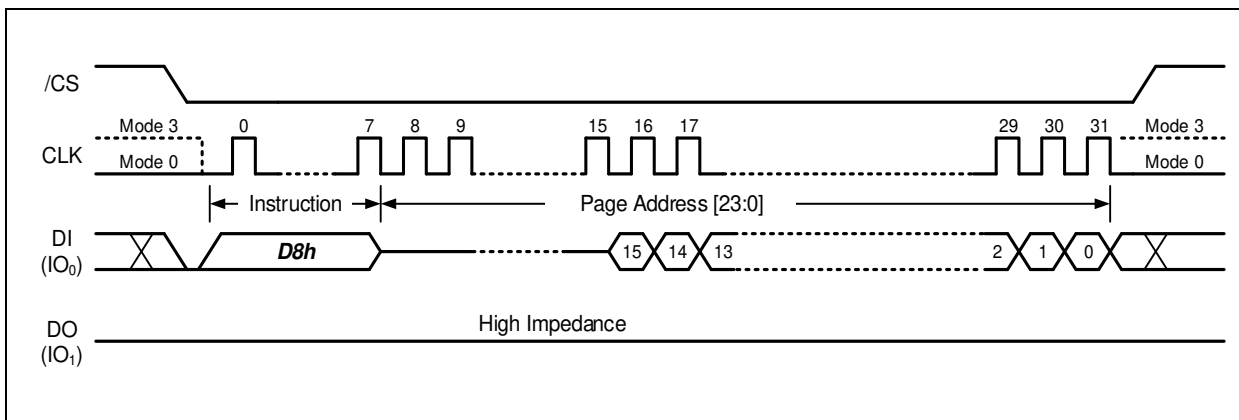 /CS
Mode 3 0 7 8 9 15 16 17 29 30 31 Mode 3
CLK
Mode 0 Mode 0
Instruction Page Address [23:0]
DI
(IO₀)
D8h 15 14 13 2 1 0
High Impedance
DO
(IO₁)